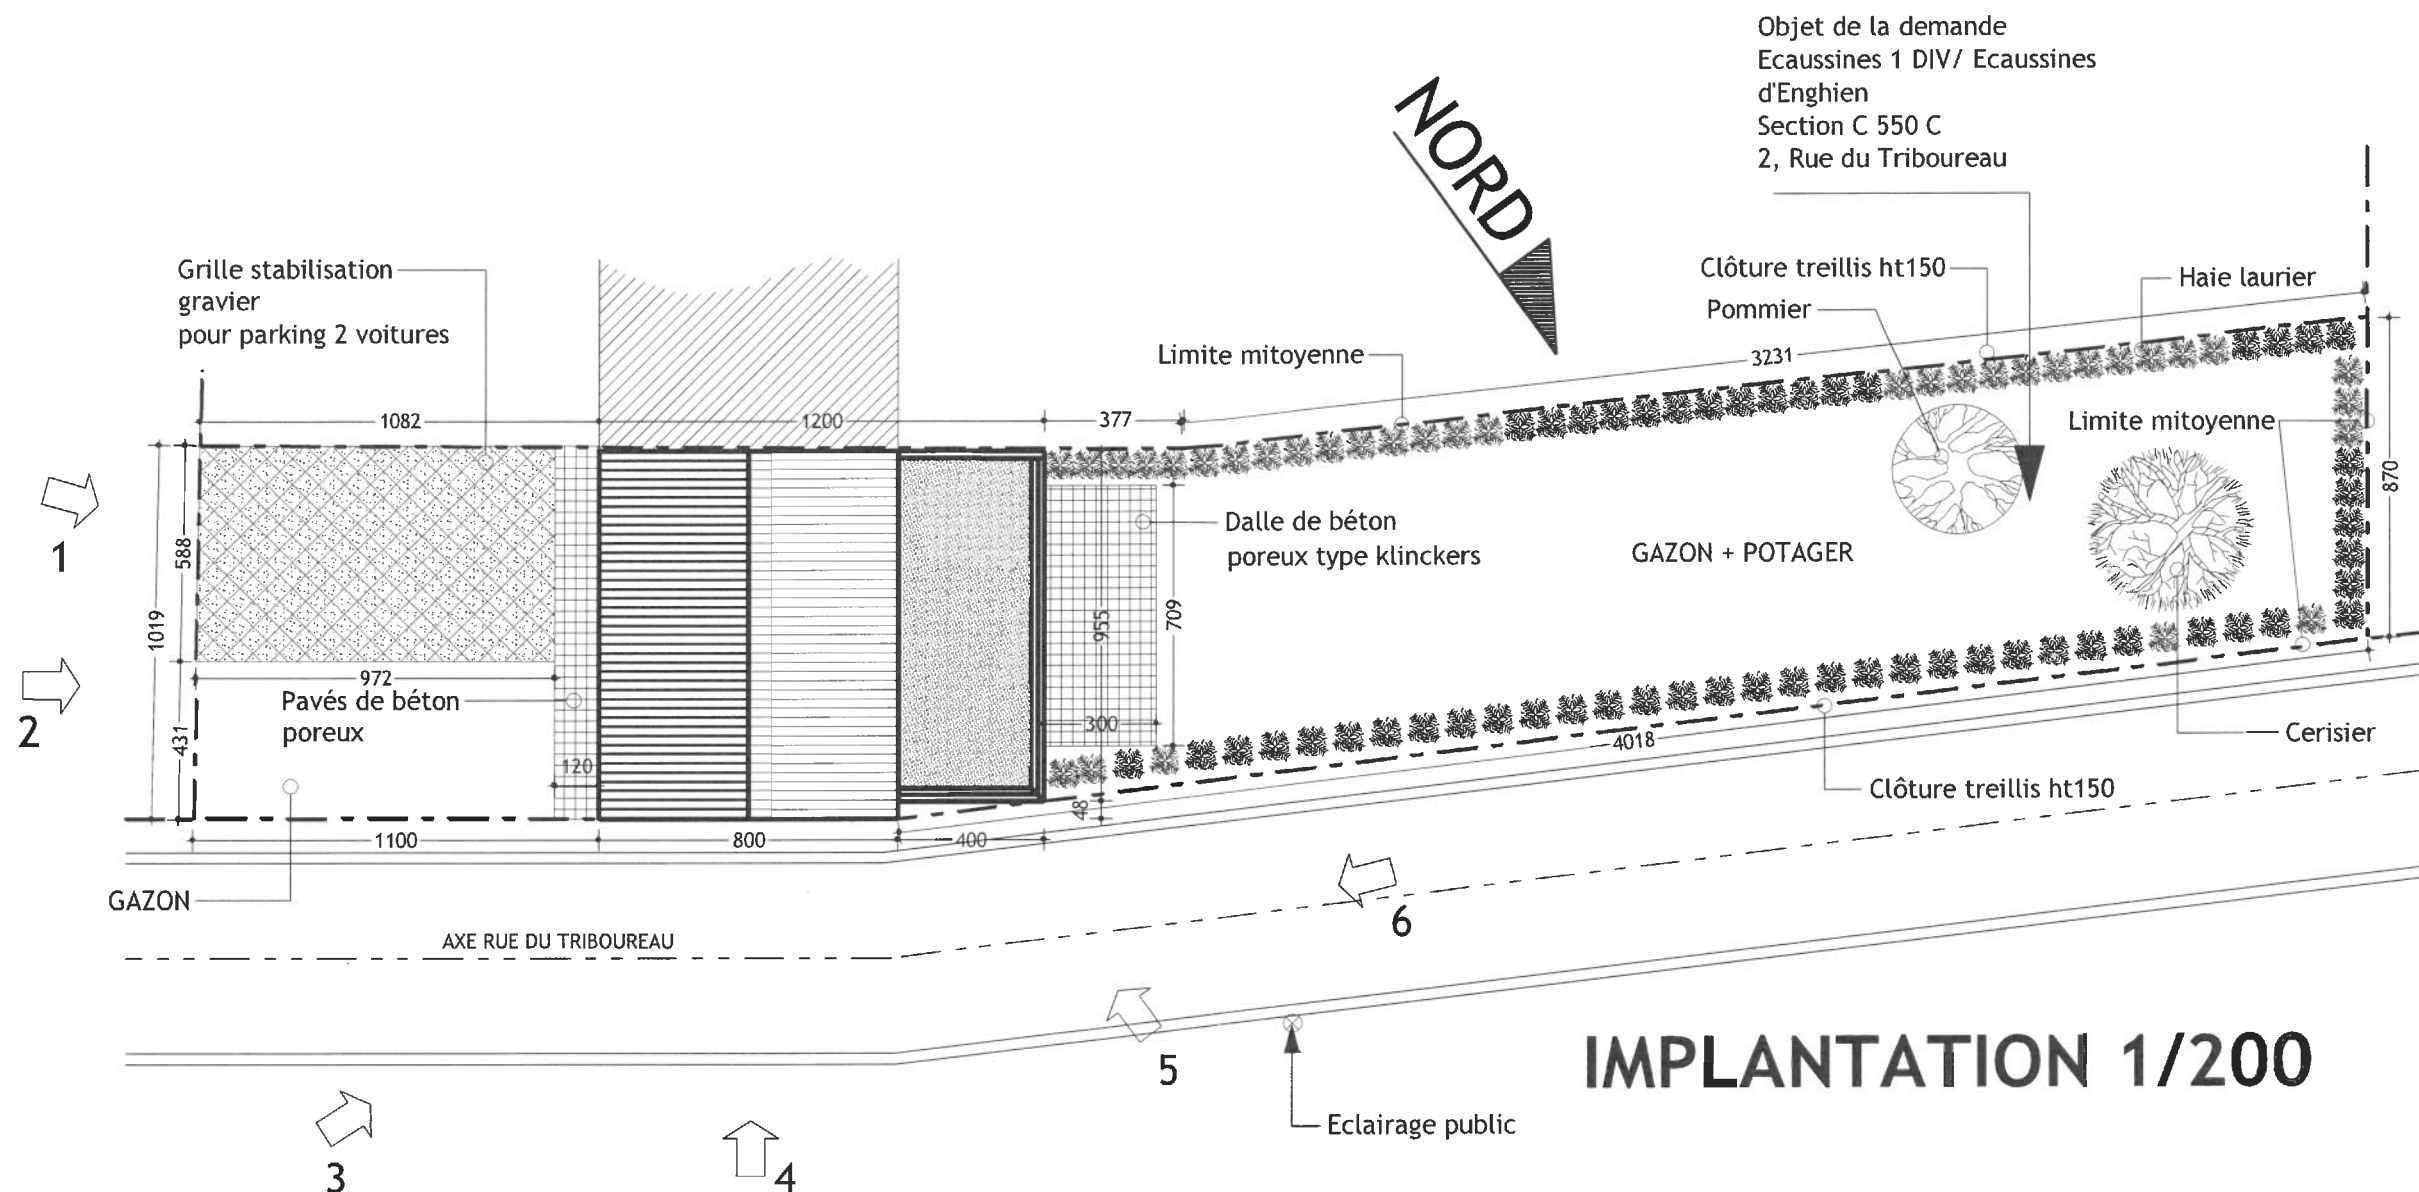 Objet de la demande
Ecaussines 1 DIV/ Ecaussines
d'Enghien
Section C 550 C
2, Rue du Triboureau
NORD
Grille stabilisation
gravier
pour parking 2 voitures
Clôture treillis ht150
Haie laurier
Pommier
Limite mitoyenne
3231
1082
1200
377
Limite mitoyenne
870
1
588
1019
Dalle de béton
poreux type klinckers
GAZON + POTAGER
955
709
2
972
Pavés de béton
poreux
431
120
300
4018
Cerisier
48
Clôture treillis ht150
1100
800
400
GAZON
6
AXE RUE DU TRIBOUREAU
5
IMPLANTATION 1/200
Eclairage public
3
4